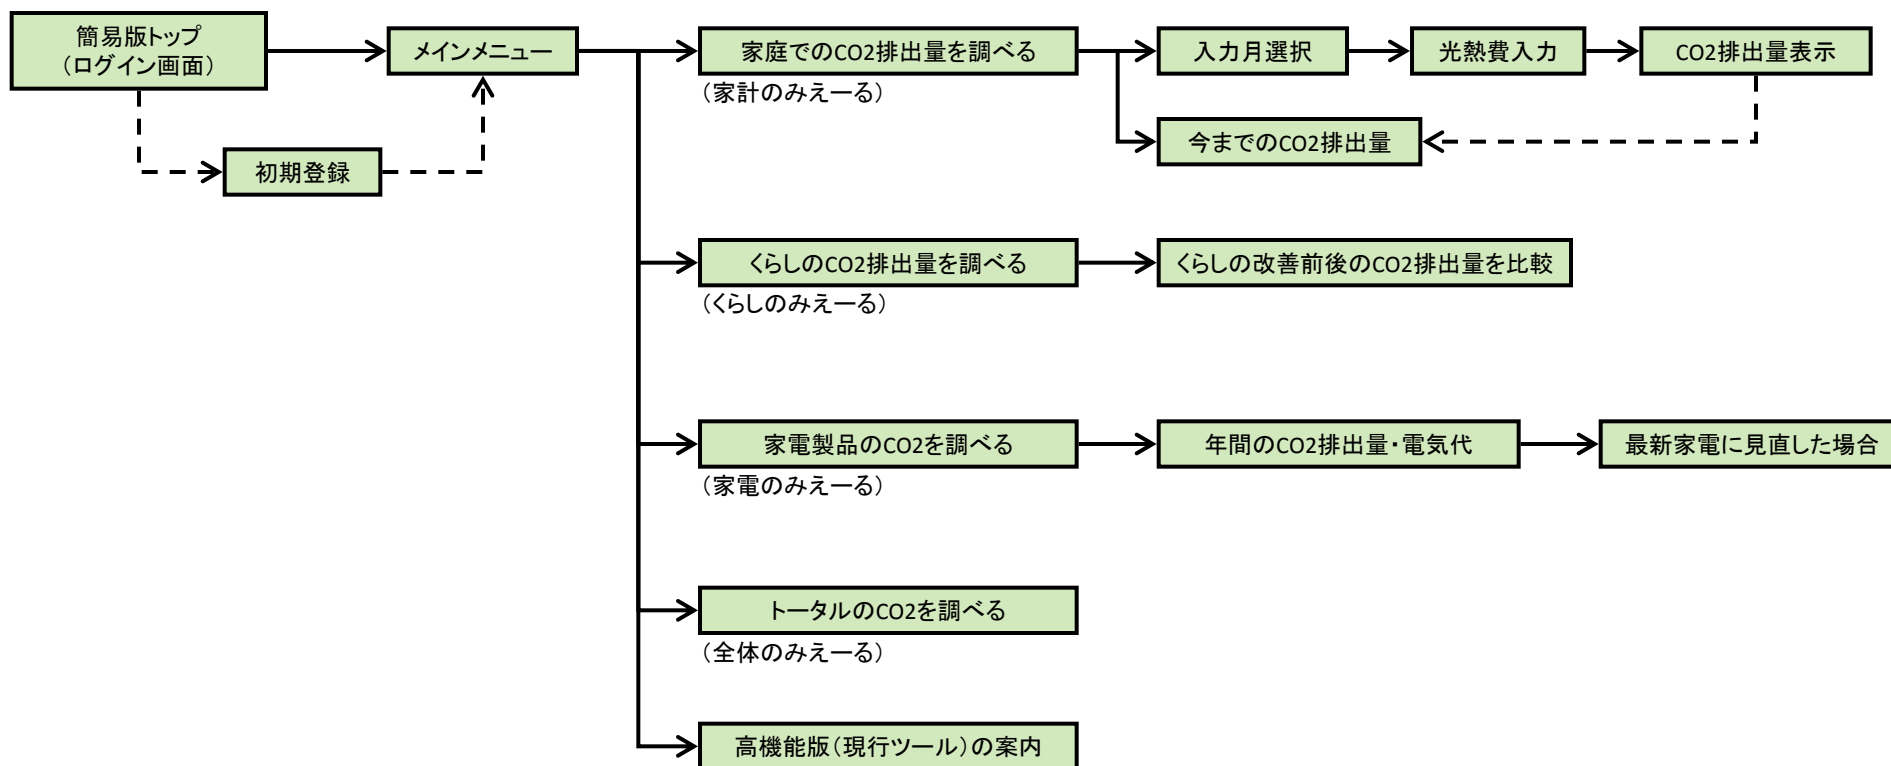 簡易版トップ
（ログイン画面）
メインメニュー
初期登録
家庭でのCO2排出量を調べる
（家計のみえーる）
入力月選択
光熱費入力
CO2排出量表示
今までのCO2排出量
くらしのCO2排出量を調べる
（くらしのみえーる）
くらしの改善前後のCO2排出量を比較
家電製品のCO2を調べる
（家電のみえーる）
年間のCO2排出量・電気代
最新家電に見直した場合
トータルのCO2を調べる
（全体のみえーる）
高機能版（現行ツール）の案内